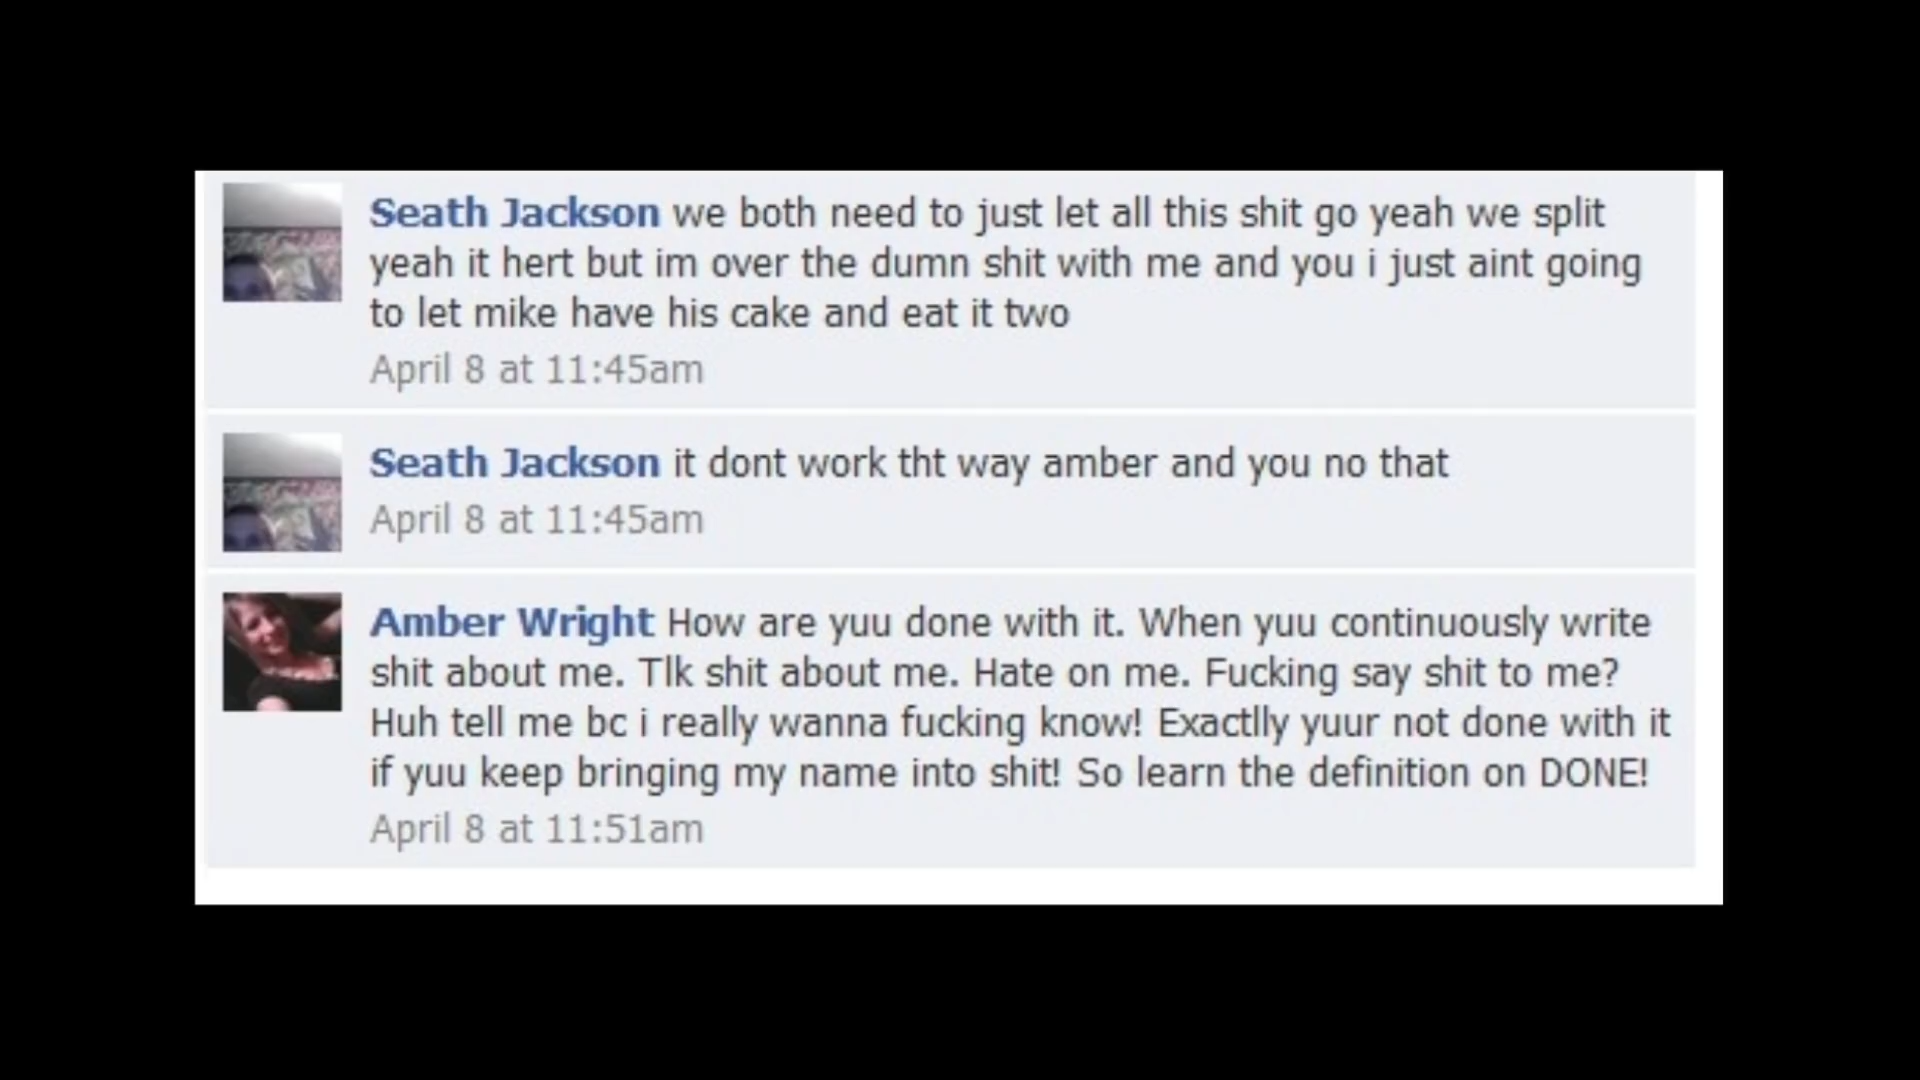 Seath Jackson we both need to just let all this shit go yeah we split
yeah it hert but im over the dumn shit with me and you i just aint going
to let mike have his cake and eat it two
April 8 at 11:45am
Seath Jackson it dont work tht way amber and you no that
April 8 at 11:45am
Amber Wright How are yuu done with it. When yuu continuously write
shit about me. Tlk shit about me. Hate on me. Fucking say shit to me?
Huh tell me bc i really wanna fucking know! Exactlly yuur not done with it
if yuu keep bringing my name into shit! So learn the definition on DONE!
April 8 at 11:51am